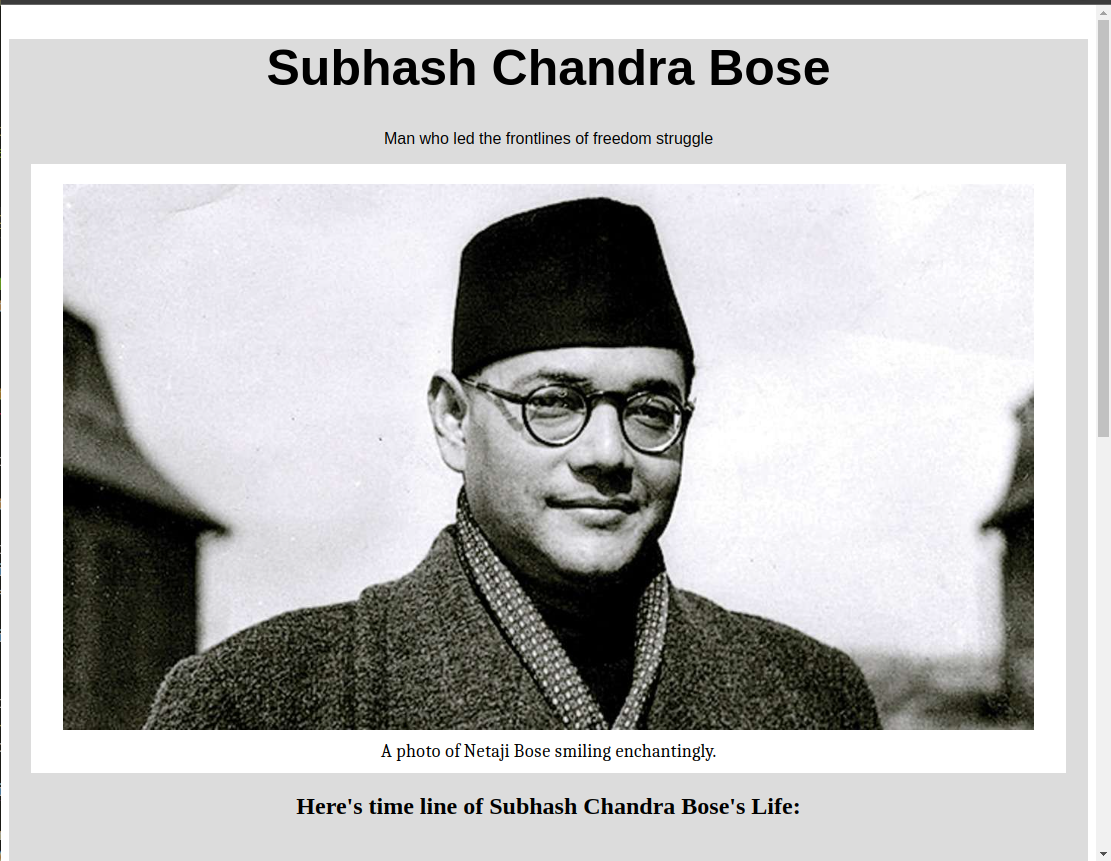 Subhash Chandra Bose
Man who led the frontlines of freedom struggle
A photo of Netaji Bose smiling enchantingly.
Here's time line of Subhash Chandra Bose's Life: